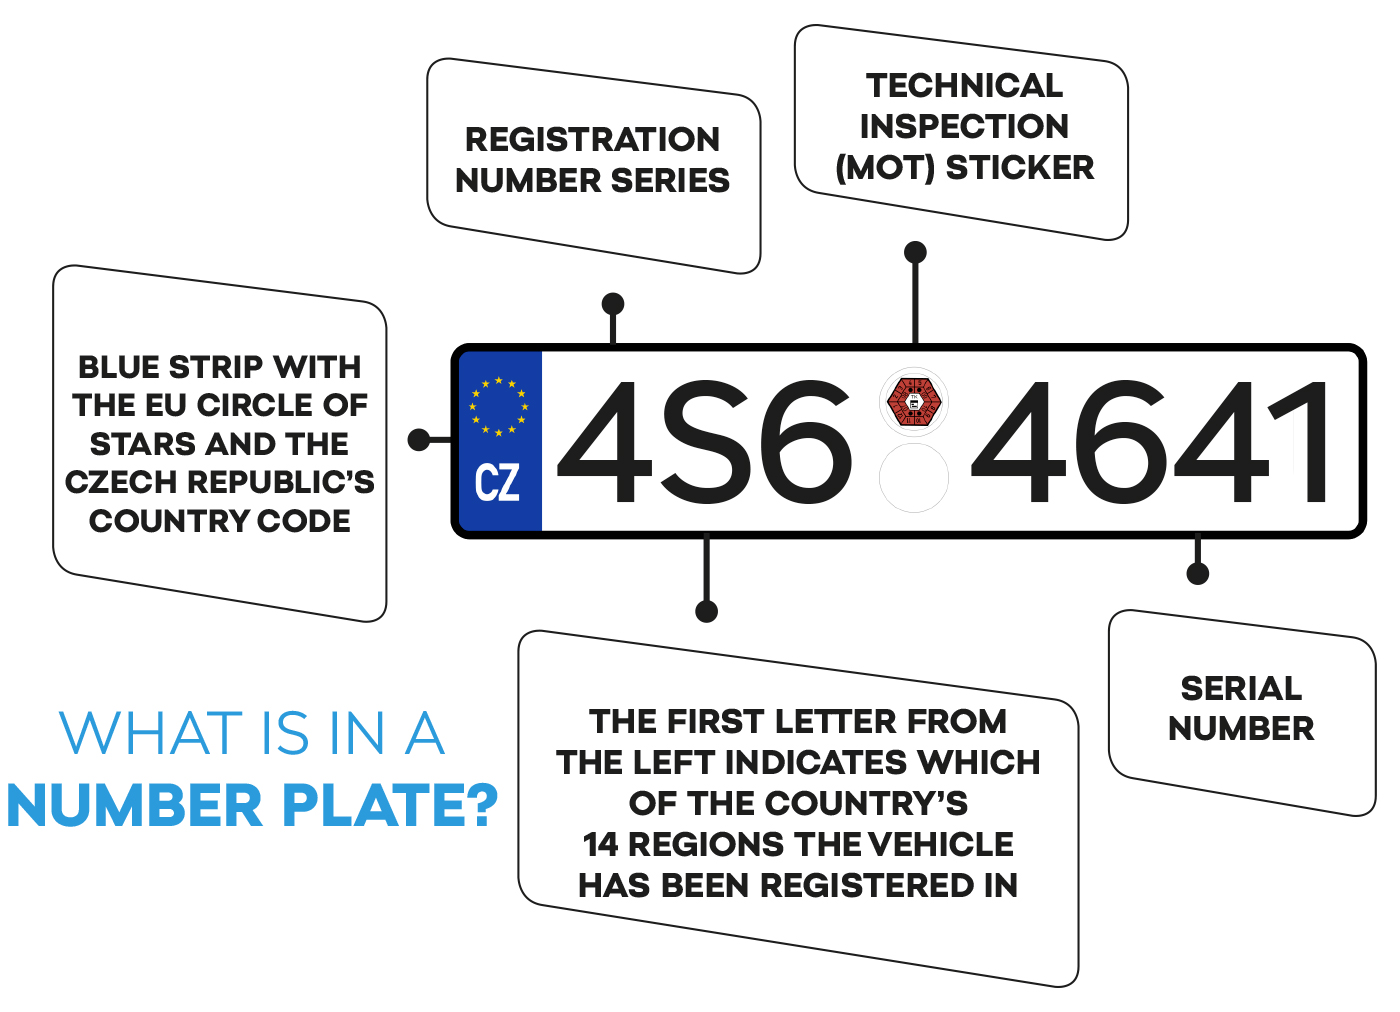 REGISTRATION
NUMBER SERIES
TECHNICAL
INSPECTION
(MOT) STICKER
BLUE STRIP WITH
THE EU CIRCLE OF
STARS AND THE
CZECH REPUBLIC'S
COUNTRY CODE
CZ
4S6 4641
THE FIRST LETTER FROM
THE LEFT INDICATES WHICH
OF THE COUNTRY'S
14 REGIONS THE VEHICLE
HAS BEEN REGISTERED IN
SERIAL
NUMBER
WHAT IS IN A
NUMBER PLATE?